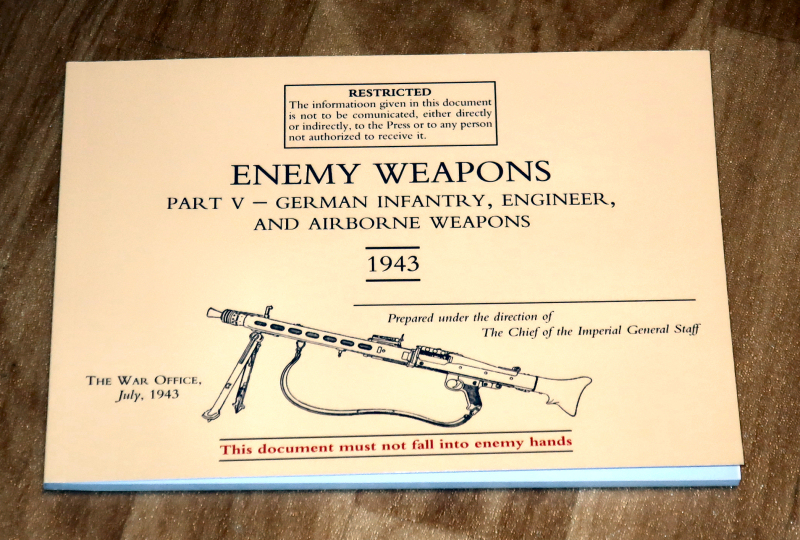 RESTRICTED
The informatioon given in this document
is not to be comunicated, either directly
or indirectly, to the Press or to any person
not authorized to receive it.
ENEMY WEAPONS
PART V — GERMAN INFANTRY, ENGINEER,
AND AIRBORNE WEAPONS
1943
Prepared under the direction of
The Chief of the Imperial General Staff
THE WAR OFFICE,
July, 1943
This document must not fall into enemy hands